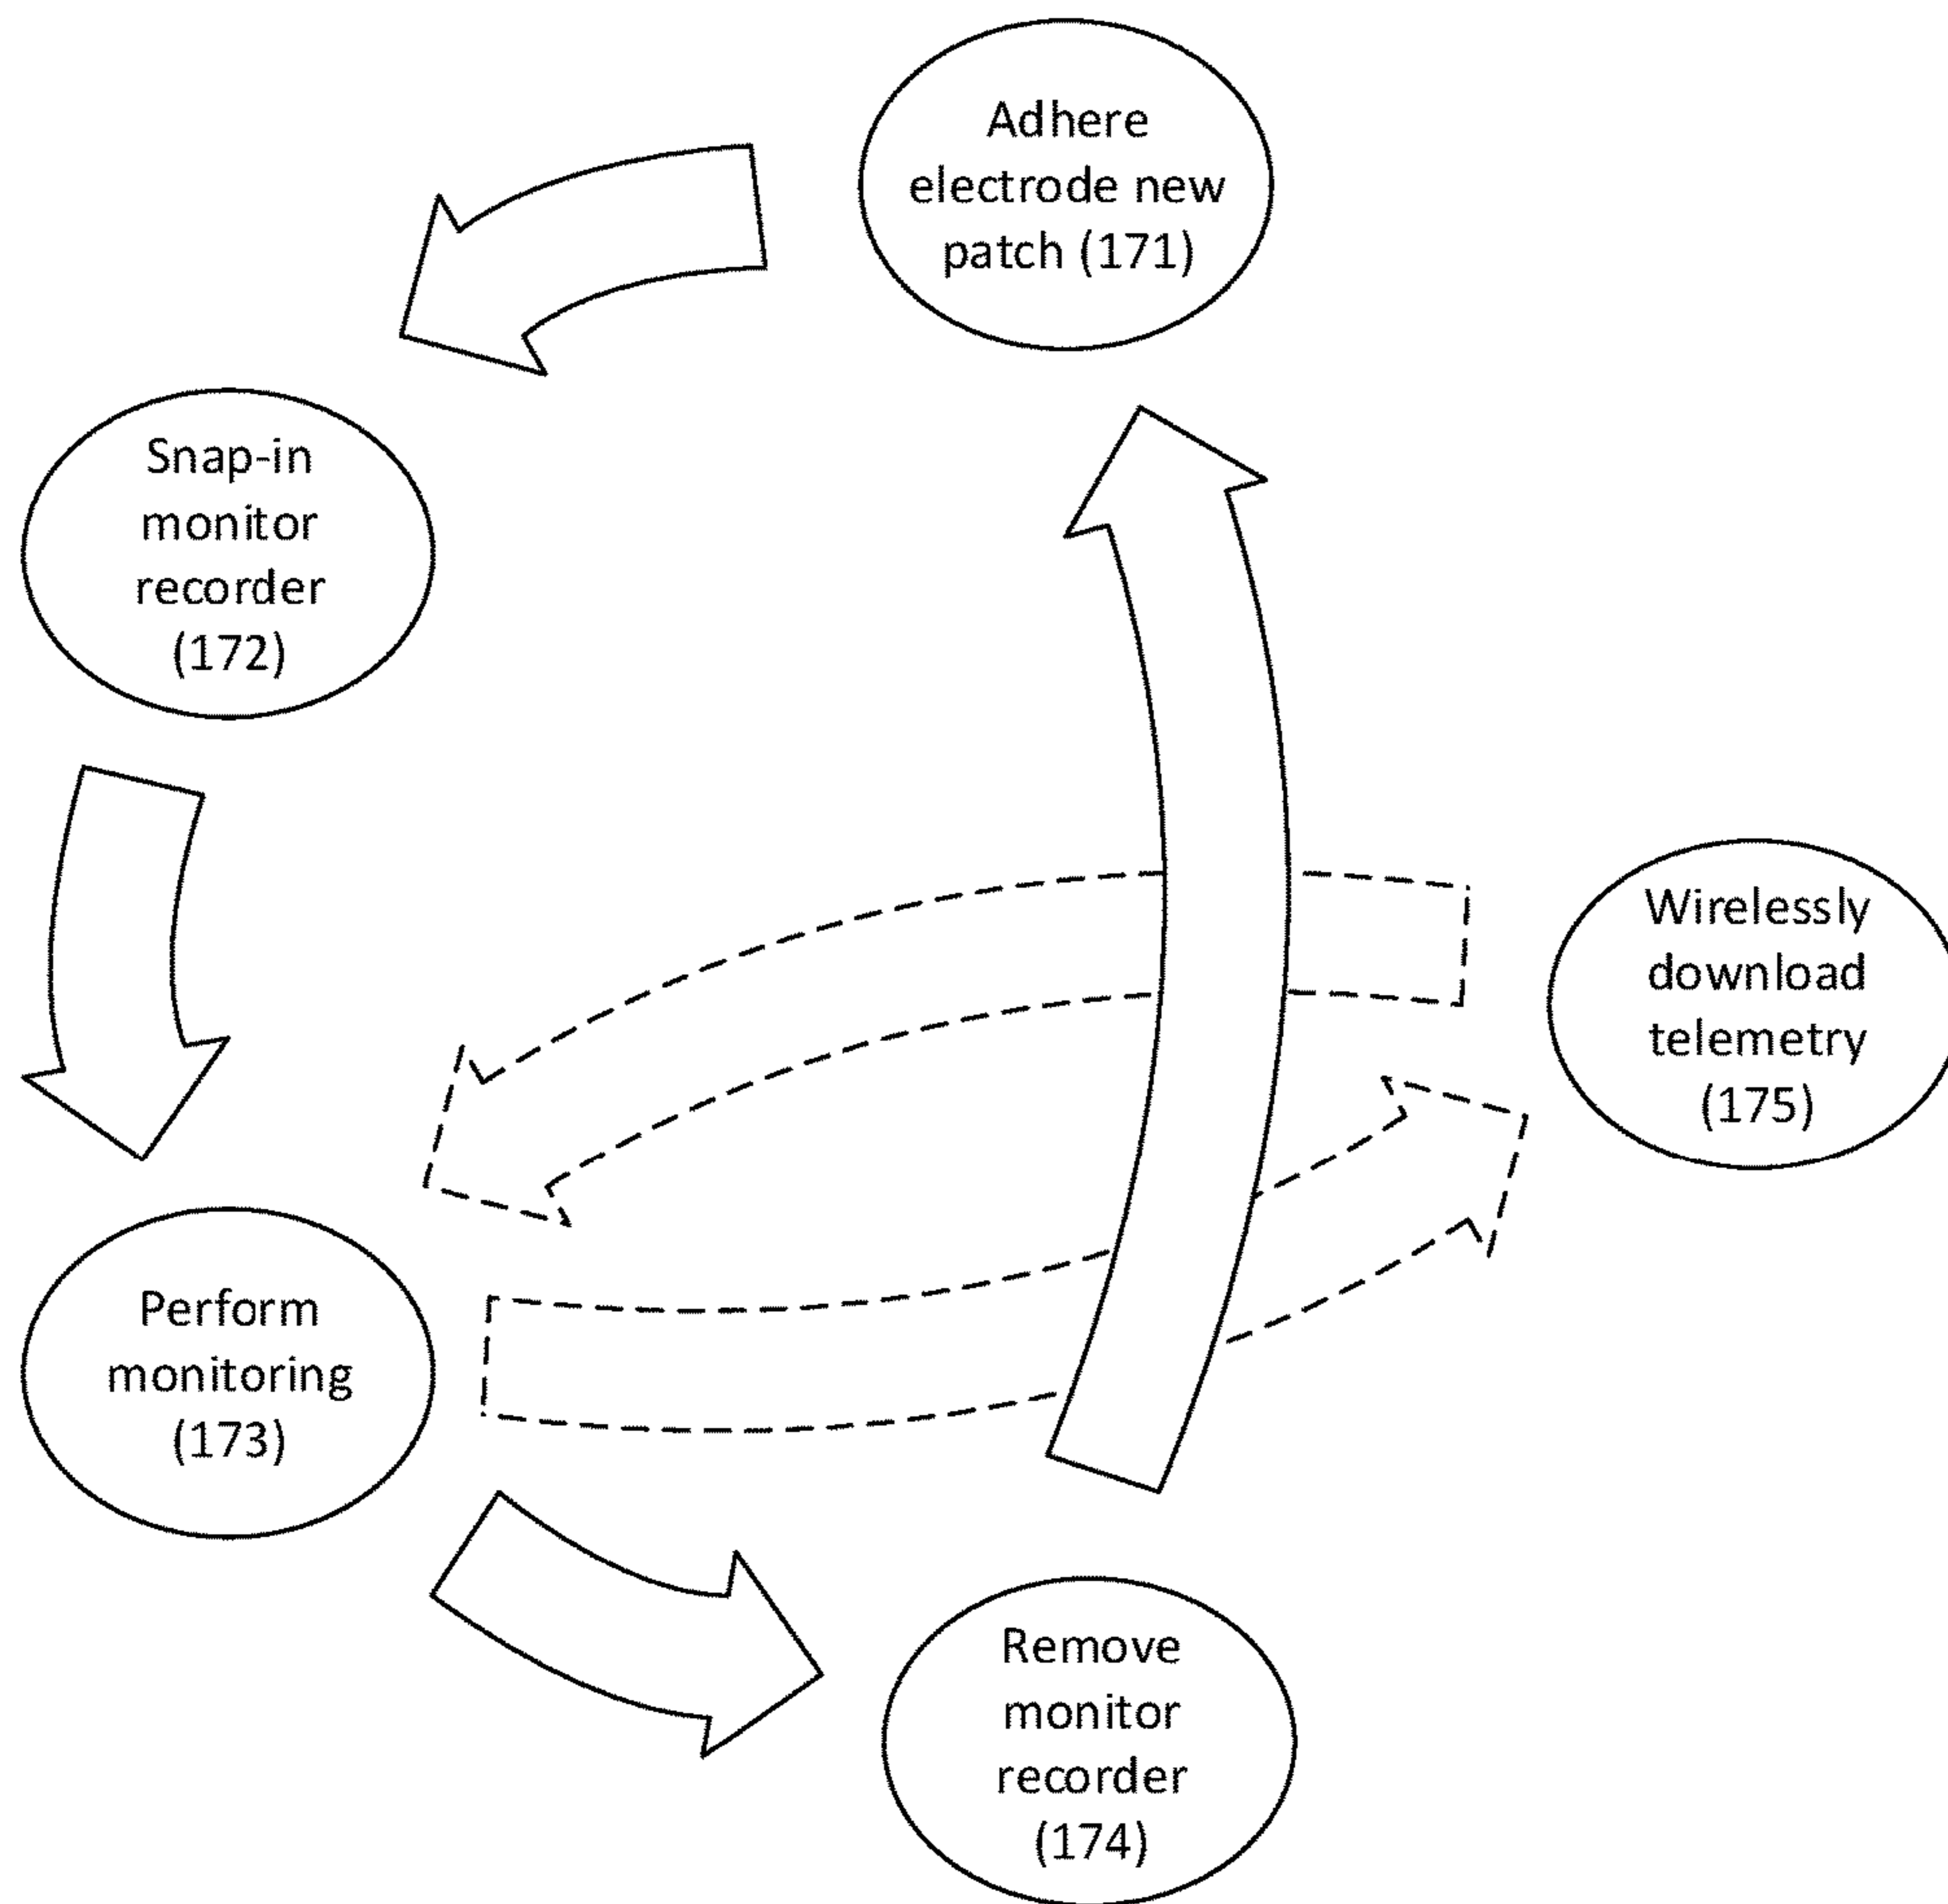 Adhere
electrode new
patch (171)
Snap-in
monitor
recorder
(172)
Wirelessly
download
telemetry
(175)
Perform
monitoring
(173)
Remove
monitor
recorder
(174)